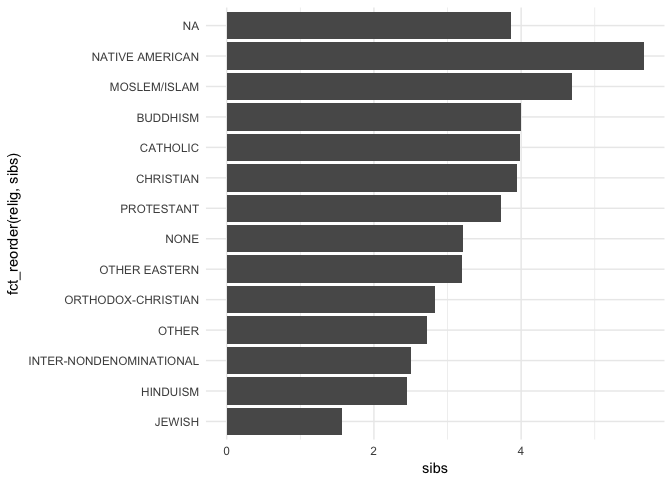 NA
NATIVE AMERICAN
MOSLEM/ISLAM
BUDDHISM
CATHOLIC
CHRISTIAN
PROTESTANT
NONE
OTHER EASTERN
ORTHODOX-CHRISTIAN
OTHER
INTER-NONDENOMINATIONAL
HINDUISM
JEWISH
fct_reorder(relig, sibs)
0 2 4
sibs